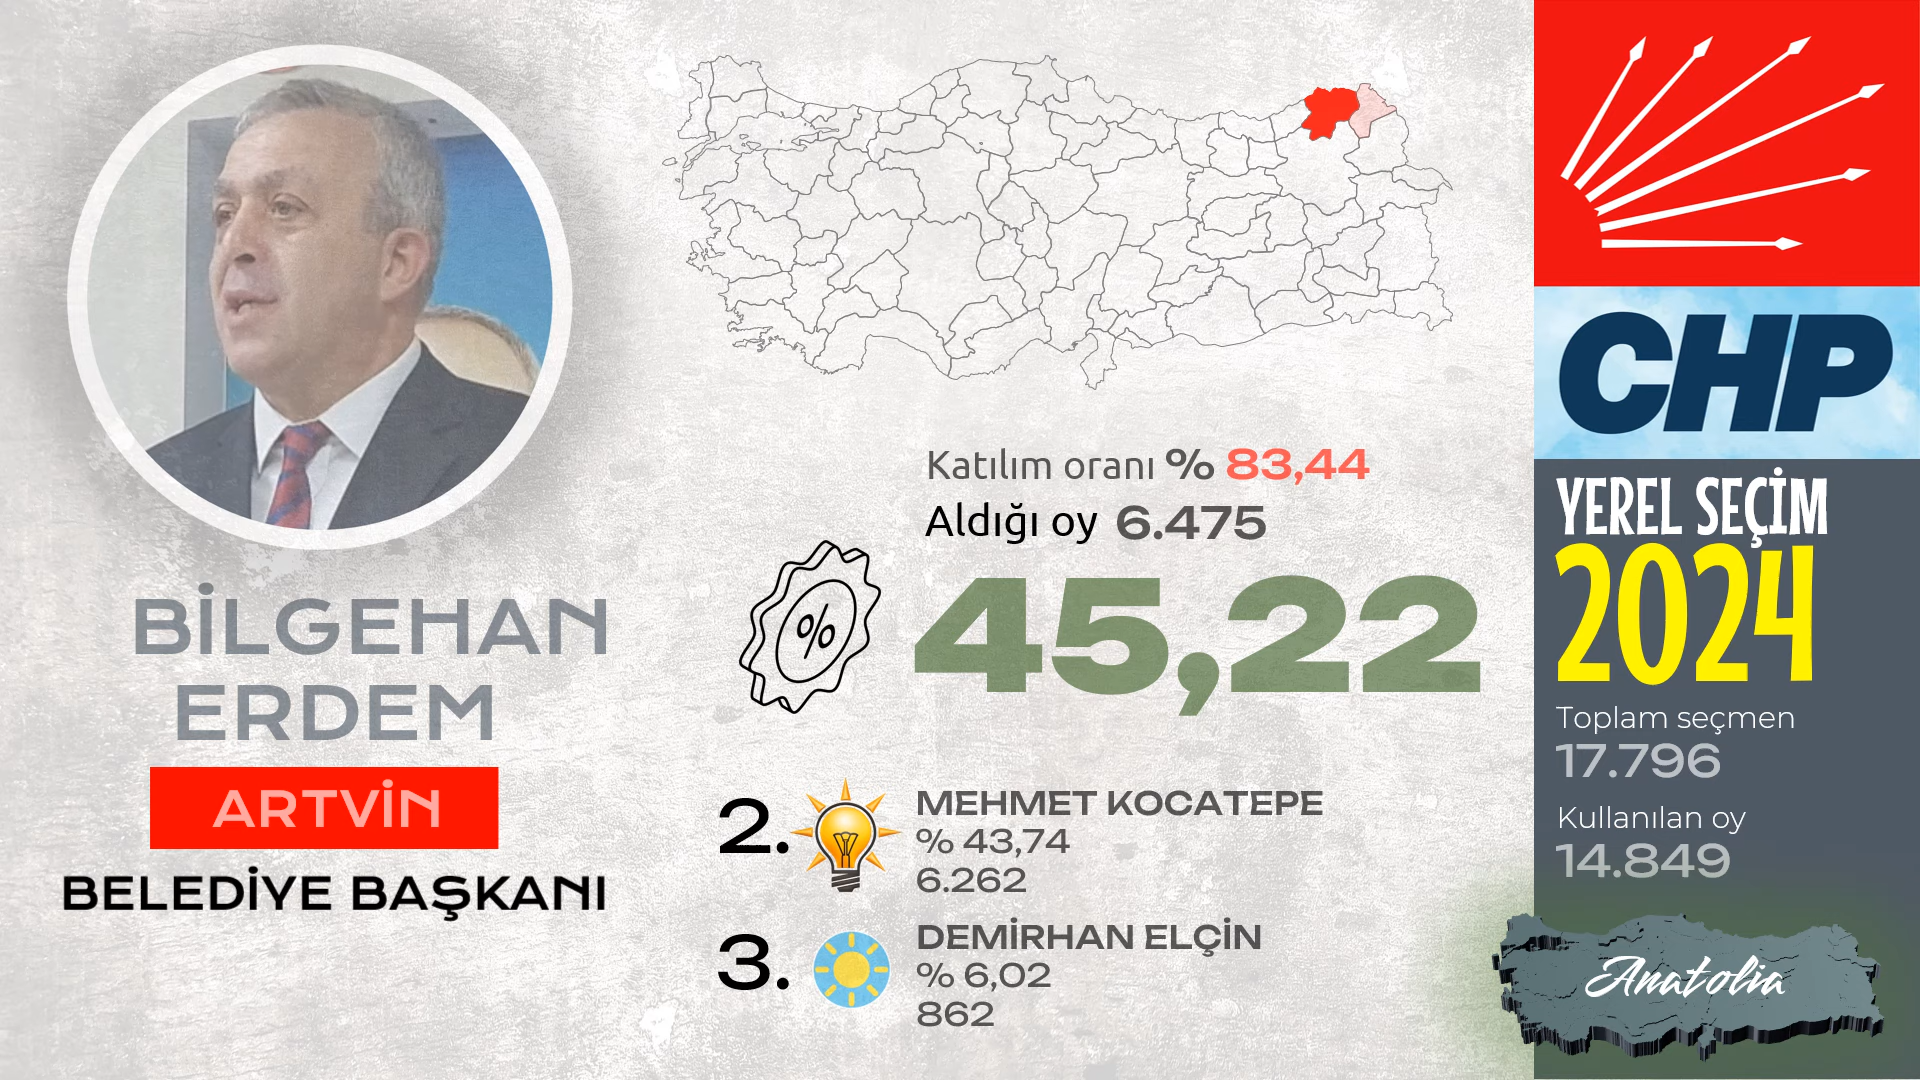 BİLGEHAN
ERDEM
ARTVİN
BELEDİYE BAŞKANI
Katılım oranı % 83,44
Aldığı oy 6.475
%
45,22
2.
MEHMET KOCATEPE
% 43,74
6.262
3.
DEMİRHAN ELÇİN
% 6,02
862
CHP
YEREL SEÇİM
2024
Toplam seçmen
17.796
Kullanılan oy
14.849
Anatolia